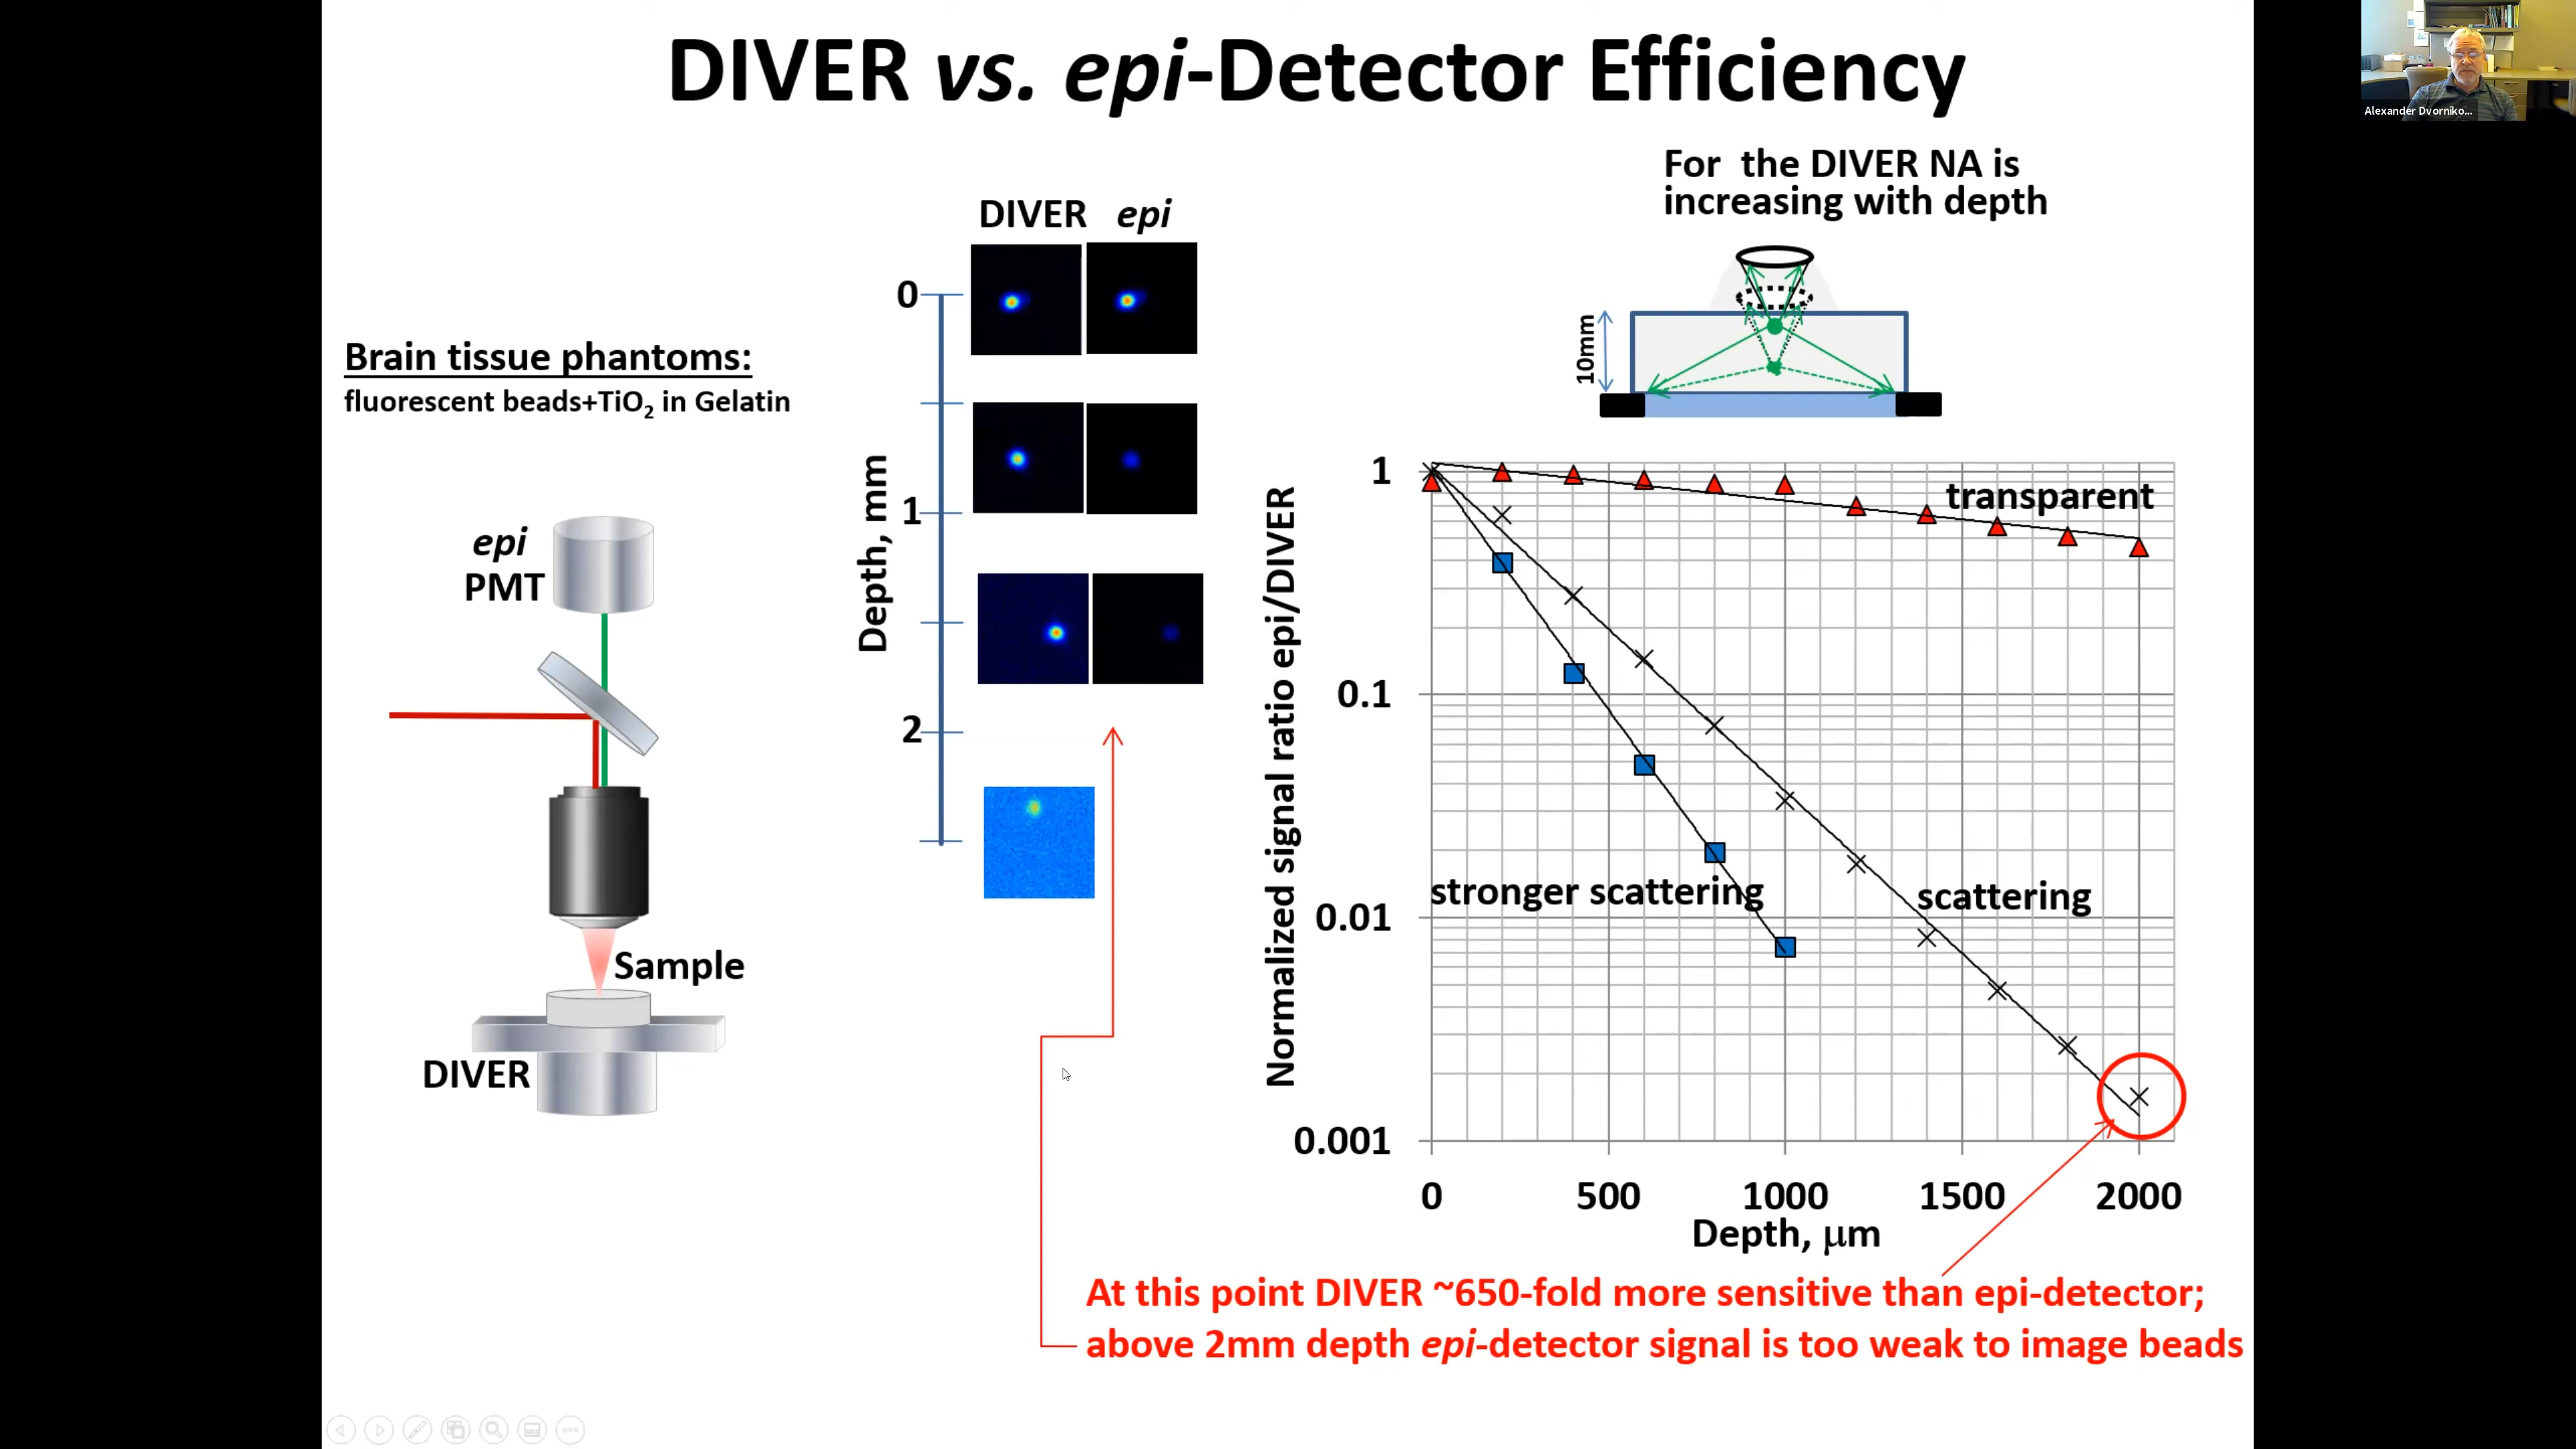 DIVER vs. epi-Detector Efficiency
Alexander Dvorniko...
For the DIVER NA is
increasing with depth
DIVER epi
Brain tissue phantoms:
fluorescent beads+TiO₂ in Gelatin
epi
PMT
Sample
DIVER
Depth, mm
0
1
2
10mm
Normalized signal ratio epi/DIVER
1
0.1
0.01
0.001
transparent
stronger scattering
scattering
0 500 1000 1500 2000
Depth, μm
At this point DIVER ~650-fold more sensitive than epi-detector;
above 2mm depth epi-detector signal is too weak to image beads